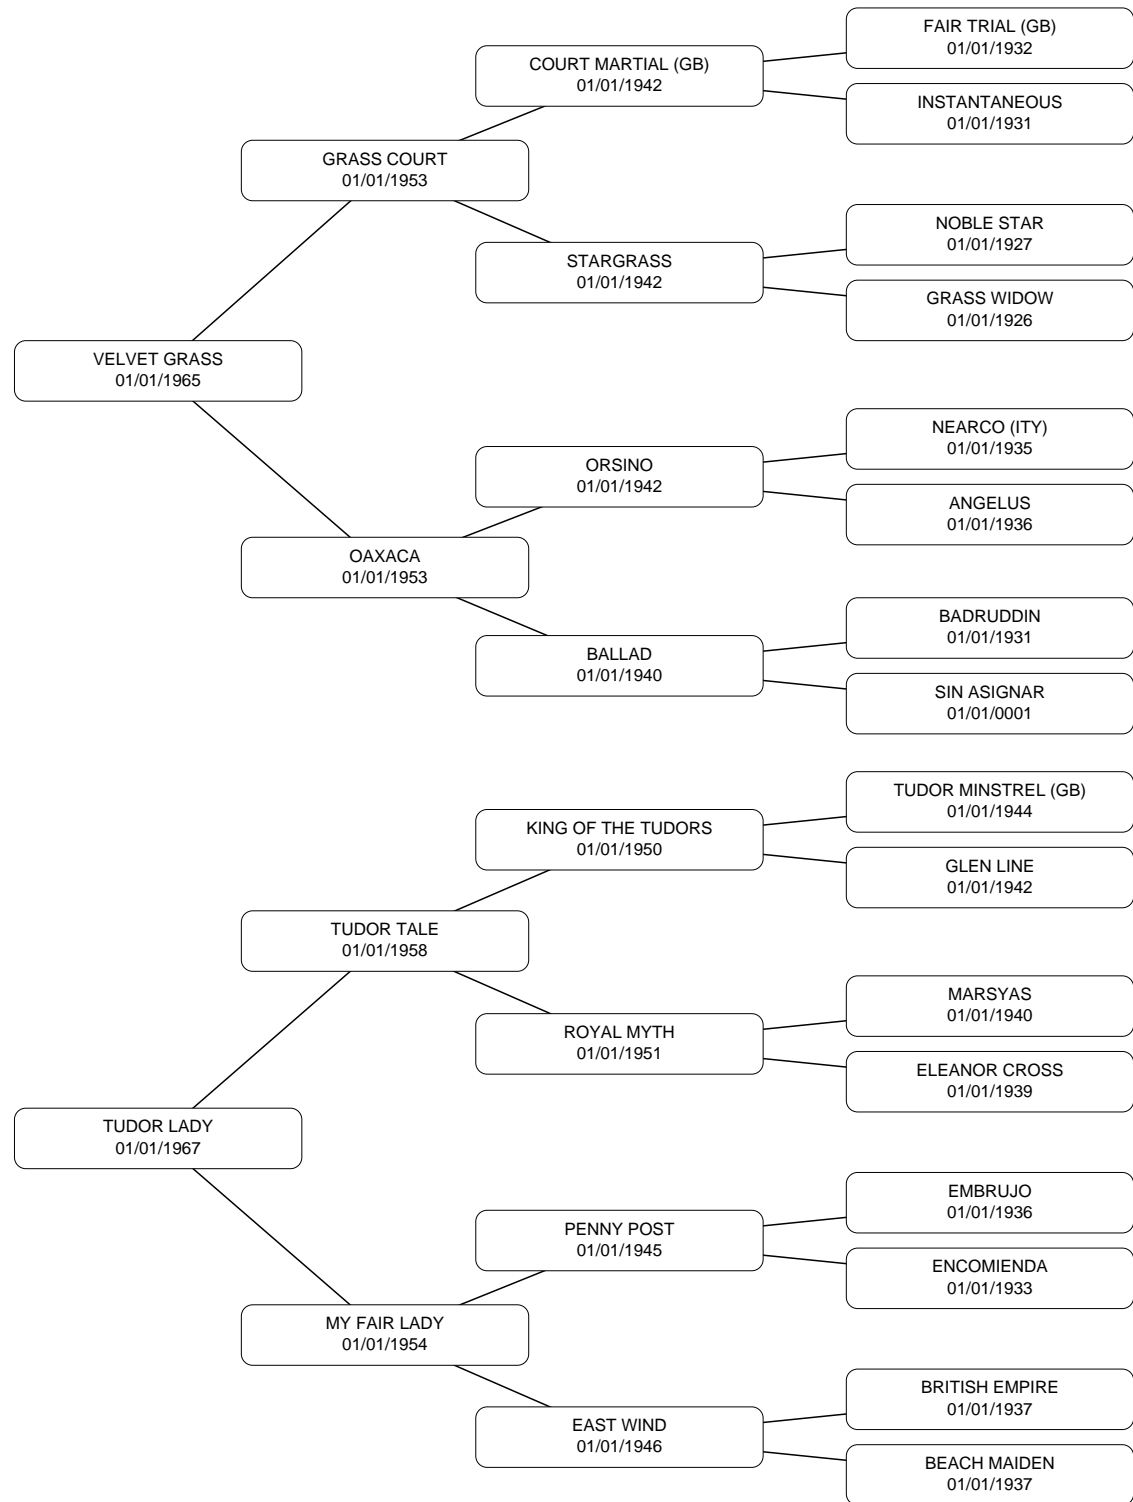 FAIR TRIAL (GB)
01/01/1932
COURT MARTIAL (GB)
01/01/1942
INSTANTANEOUS
01/01/1931
GRASS COURT
01/01/1953
NOBLE STAR
01/01/1927
STARGRASS
01/01/1942
GRASS WIDOW
01/01/1926
VELVET GRASS
01/01/1965
NEARCO (ITY)
01/01/1935
ORSINO
01/01/1942
ANGELUS
01/01/1936
OAXACA
01/01/1953
BADRUDDIN
01/01/1931
BALLAD
01/01/1940
SIN ASIGNAR
01/01/0001
TUDOR MINSTREL (GB)
01/01/1944
KING OF THE TUDORS
01/01/1950
GLEN LINE
01/01/1942
TUDOR TALE
01/01/1958
MARSYAS
01/01/1940
ROYAL MYTH
01/01/1951
ELEANOR CROSS
01/01/1939
TUDOR LADY
01/01/1967
EMBRUJO
01/01/1936
PENNY POST
01/01/1945
ENCOMIENDA
01/01/1933
MY FAIR LADY
01/01/1954
BRITISH EMPIRE
01/01/1937
EAST WIND
01/01/1946
BEACH MAIDEN
01/01/1937